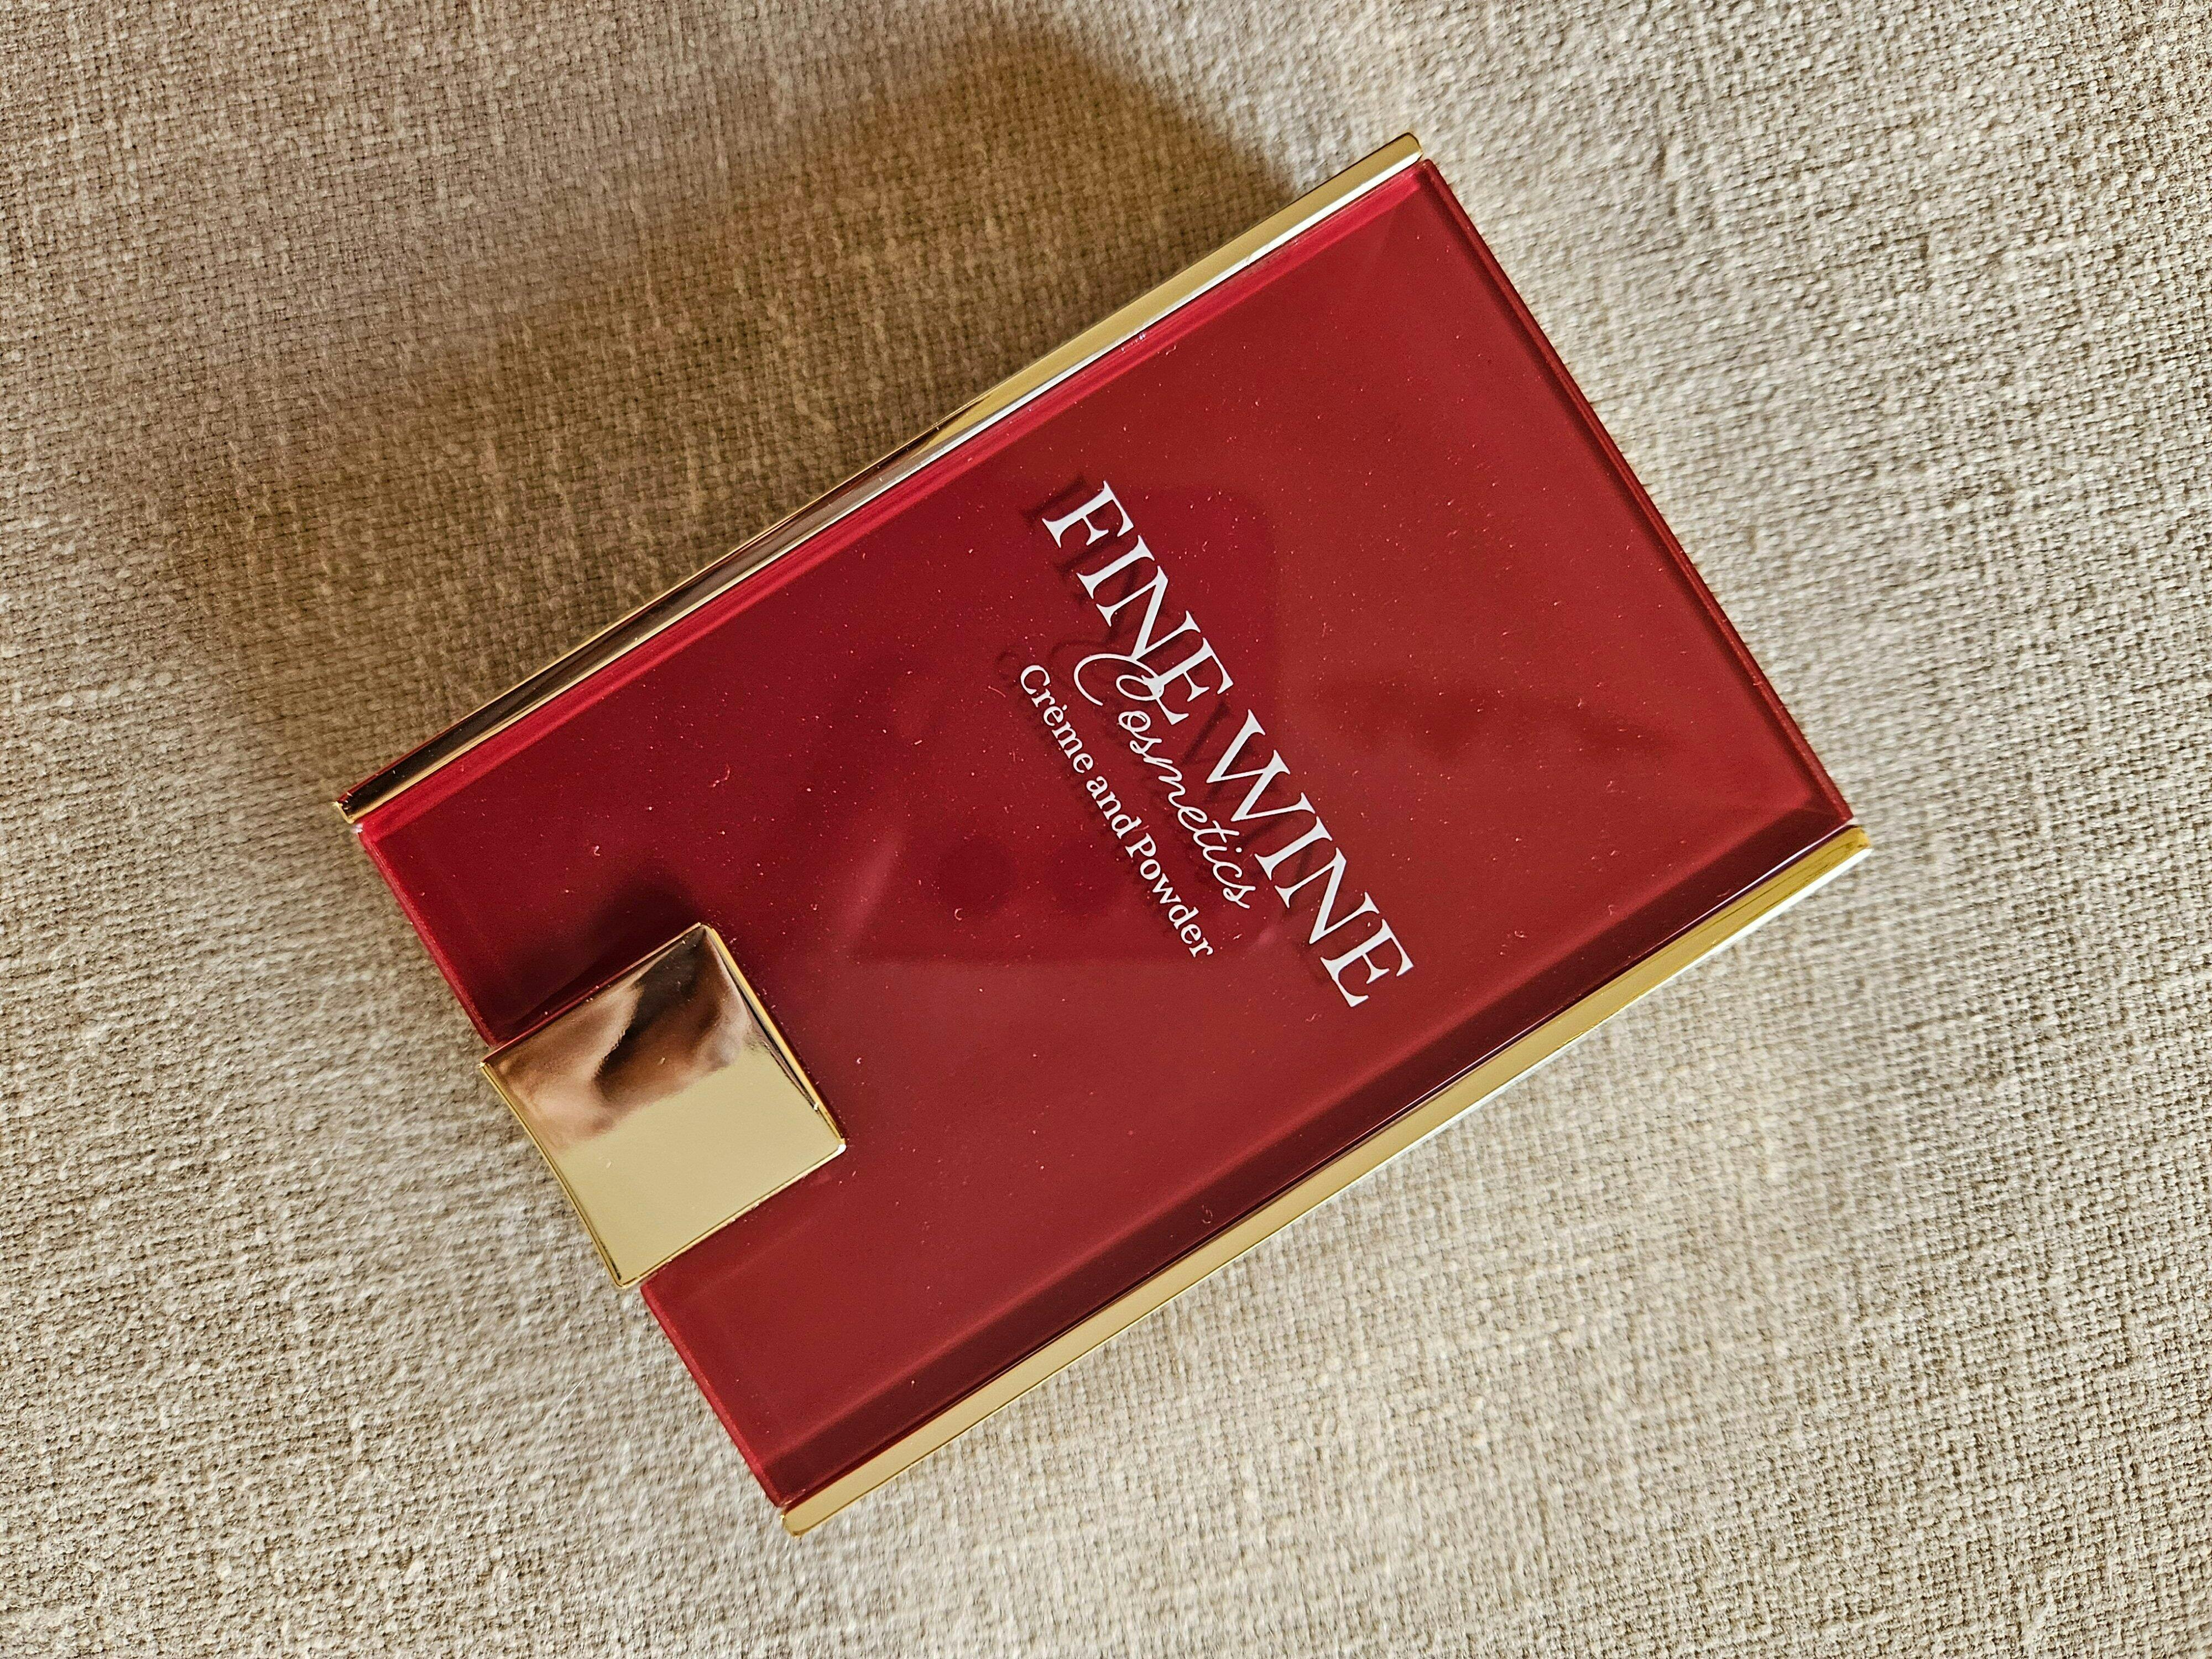 FINE WINE
Cosmetics
Crème and Powder